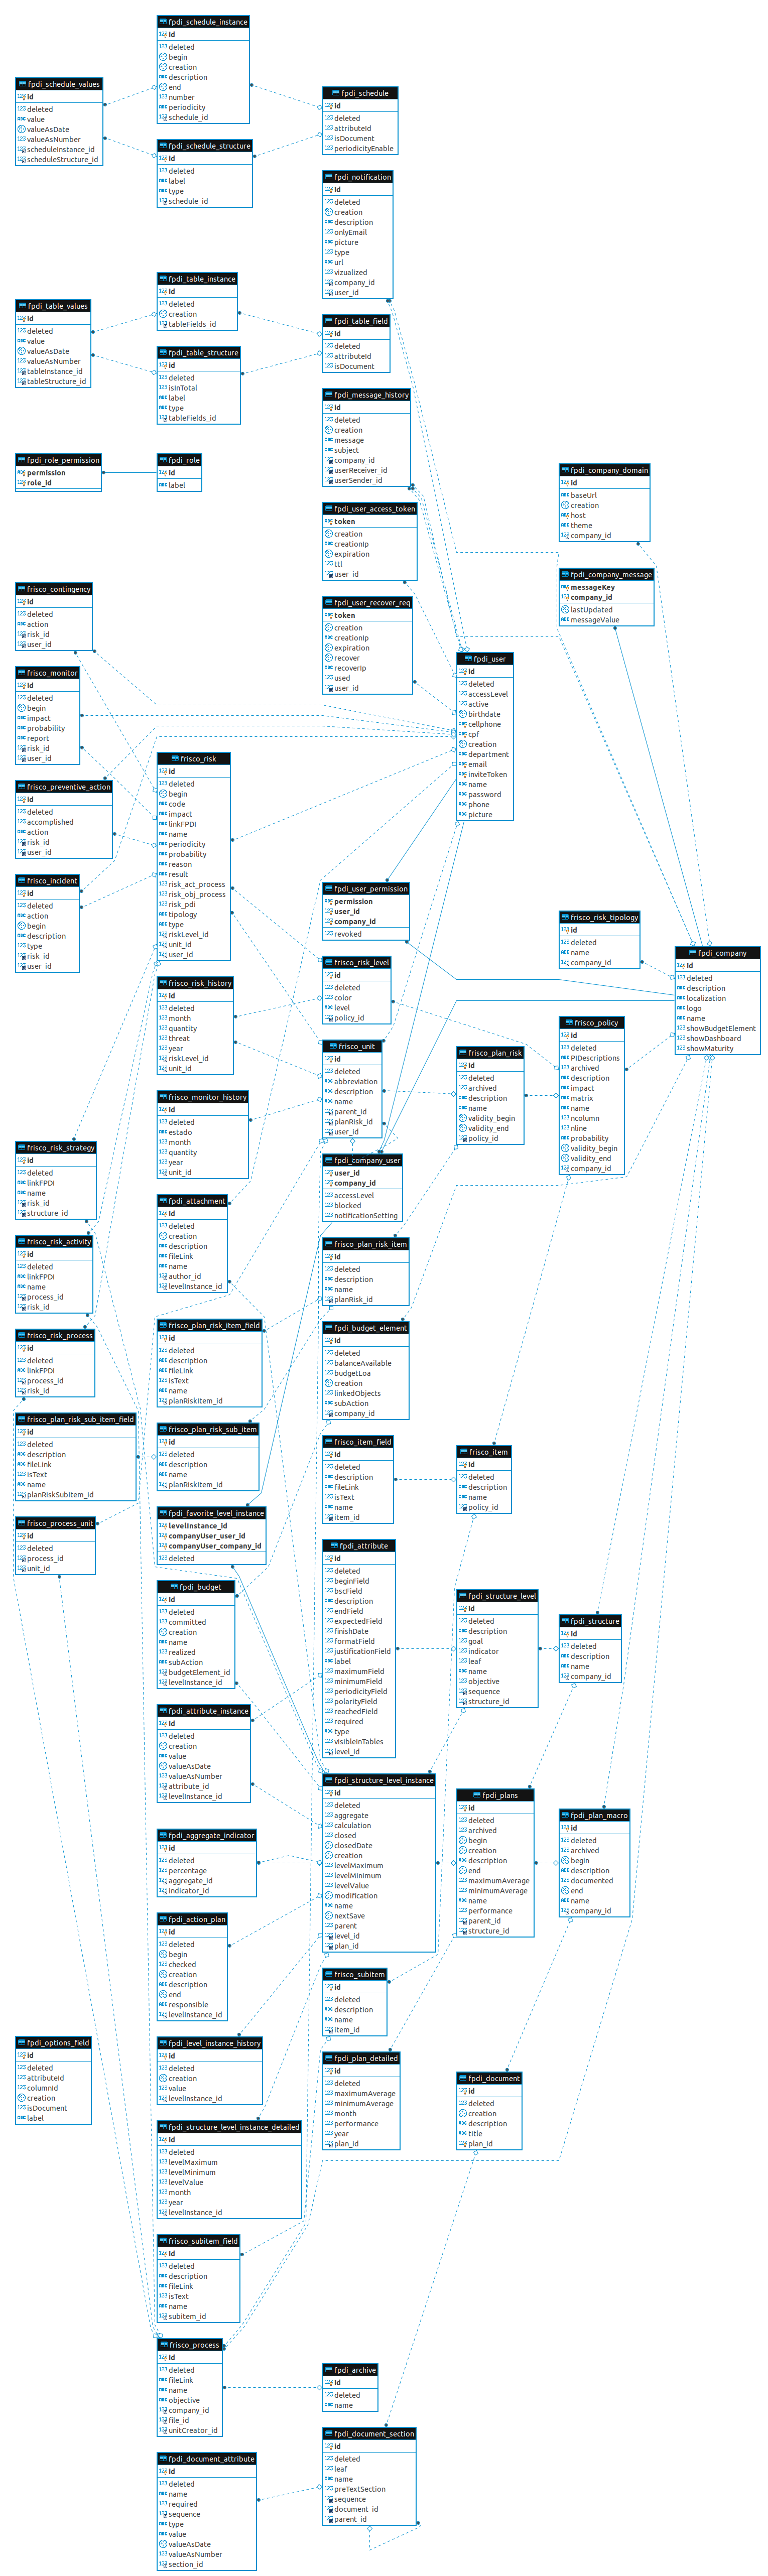 fpdi_schedule_instance
id
deleted
begin
creation
description
end
number
periodicity
schedule_id
fpdi_schedule_values
id
deleted
value
valueAsDate
valueAsNumber
scheduleInstance_id
scheduleStructure_id
fpdi_schedule
id
deleted
attributeId
isDocument
periodicityEnable
fpdi_schedule_structure
id
deleted
label
type
schedule_id
fpdi_notification
id
deleted
creation
description
onlyEmail
picture
type
url
vizualized
company_id
user_id
fpdi_table_instance
id
deleted
creation
tableFields_id
fpdi_table_values
id
deleted
value
valueAsDate
valueAsNumber
tableInstance_id
tableStructure_id
fpdi_table_field
id
deleted
attributeId
isDocument
fpdi_table_structure
id
deleted
isInTotal
label
type
tableFields_id
fpdi_message_history
id
deleted
creation
message
subject
company_id
userReceiver_id
userSender_id
fpdi_role_permission
permission
role_id
fpdi_role
id
label
fpdi_company_domain
id
baseUrl
creation
host
theme
company_id
fpdi_user_access_token
token
creation
creationIp
expiration
ttl
user_id
fpdi_company_message
messageKey
company_id
lastUpdated
messageValue
frisco_contingency
id
deleted
action
risk_id
user_id
fpdi_user_recover_req
token
creation
creationIp
expiration
recover
recoverIp
used
user_id
fpdi_user
id
deleted
accessLevel
active
birthdate
cellphone
cpf
creation
department
email
inviteToken
name
password
phone
picture
frisco_monitor
id
deleted
begin
impact
probability
report
risk_id
user_id
frisco_risk
id
deleted
begin
code
impact
linkFPDI
name
periodicity
probability
reason
result
risk_act_process
risk_obj_process
risk_pdi
tipology
type
riskLevel_id
unit_id
user_id
frisco_preventive_action
id
deleted
accomplished
action
risk_id
user_id
frisco_incident
id
deleted
action
begin
description
type
risk_id
user_id
fpdi_user_permission
permission
user_id
company_id
revoked
frisco_risk_tipology
id
deleted
name
company_id
fpdi_company
id
deleted
description
localization
logo
name
showBudgetElement
showDashboard
showMaturity
frisco_risk_level
id
deleted
color
level
policy_id
frisco_risk_history
id
deleted
month
quantity
threat
year
riskLevel_id
unit_id
frisco_policy
id
deleted
PIDescriptions
archived
description
impact
matrix
name
ncolumn
nline
probability
validity_begin
validity_end
company_id
frisco_unit
id
deleted
abbreviation
description
name
parent_id
planRisk_id
user_id
frisco_plan_risk
id
deleted
archived
description
name
validity_begin
validity_end
policy_id
frisco_monitor_history
id
deleted
estado
month
quantity
year
unit_id
frisco_risk_strategy
id
deleted
linkFPDI
name
risk_id
structure_id
fpdi_company_user
user_id
company_id
accessLevel
blocked
notificationSetting
fpdi_attachment
id
deleted
creation
description
fileLink
name
author_id
levelInstance_id
frisco_risk_activity
id
deleted
linkFPDI
name
process_id
risk_id
frisco_plan_risk_item
id
deleted
description
name
planRisk_id
frisco_plan_risk_item_field
id
deleted
description
fileLink
isText
name
planRiskItem_id
fpdi_budget_element
id
deleted
balanceAvailable
budgetLoa
creation
linkedObjects
subAction
company_id
frisco_risk_process
id
deleted
linkFPDI
process_id
risk_id
frisco_plan_risk_sub_item_field
id
deleted
description
fileLink
isText
name
planRiskSubItem_id
frisco_plan_risk_sub_item
id
deleted
description
name
planRiskItem_id
frisco_item_field
id
deleted
description
fileLink
isText
name
item_id
frisco_item
id
deleted
description
name
policy_id
frisco_process_unit
id
deleted
process_id
unit_id
fpdi_favorite_level_instance
levelInstance_id
companyUser_user_id
companyUser_company_id
deleted
fpdi_attribute
id
deleted
beginField
bscField
description
endField
expectedField
finishDate
formatField
justificationField
label
maximumField
minimumField
periodicityField
polarityField
reachedField
required
type
visibleInTables
level_id
fpdi_budget
id
deleted
committed
creation
name
realized
subAction
budgetElement_id
levelInstance_id
fpdi_structure_level
id
deleted
description
goal
indicator
leaf
name
objective
sequence
structure_id
fpdi_structure
id
deleted
description
name
company_id
fpdi_attribute_instance
id
deleted
creation
value
valueAsDate
valueAsNumber
attribute_id
levelInstance_id
fpdi_structure_level_instance
id
deleted
aggregate
calculation
closed
closedDate
creation
levelMaximum
levelMinimum
levelValue
modification
name
nextSave
parent
level_id
plan_id
fpdi_plans
id
deleted
archived
begin
creation
description
end
maximumAverage
minimumAverage
name
performance
parent_id
structure_id
fpdi_plan_macro
id
deleted
archived
begin
description
documented
end
name
company_id
fpdi_aggregate_indicator
id
deleted
percentage
aggregate_id
indicator_id
fpdi_action_plan
id
deleted
begin
checked
creation
description
end
responsible
levelInstance_id
frisco_subitem
id
deleted
description
name
item_id
fpdi_options_field
id
deleted
attributeId
columnId
creation
isDocument
label
fpdi_level_instance_history
id
deleted
creation
value
levelInstance_id
fpdi_plan_detailed
id
deleted
maximumAverage
minimumAverage
month
performance
year
plan_id
fpdi_document
id
deleted
creation
description
title
plan_id
fpdi_structure_level_instance_detailed
id
deleted
levelMaximum
levelMinimum
levelValue
month
year
levelInstance_id
frisco_subitem_field
id
deleted
description
fileLink
isText
name
subitem_id
frisco_process
id
deleted
fileLink
name
objective
company_id
file_id
unitCreator_id
fpdi_archive
id
deleted
name
fpdi_document_section
id
deleted
leaf
name
preTextSection
sequence
document_id
parent_id
fpdi_document_attribute
id
deleted
name
required
sequence
type
value
valueAsDate
valueAsNumber
section_id